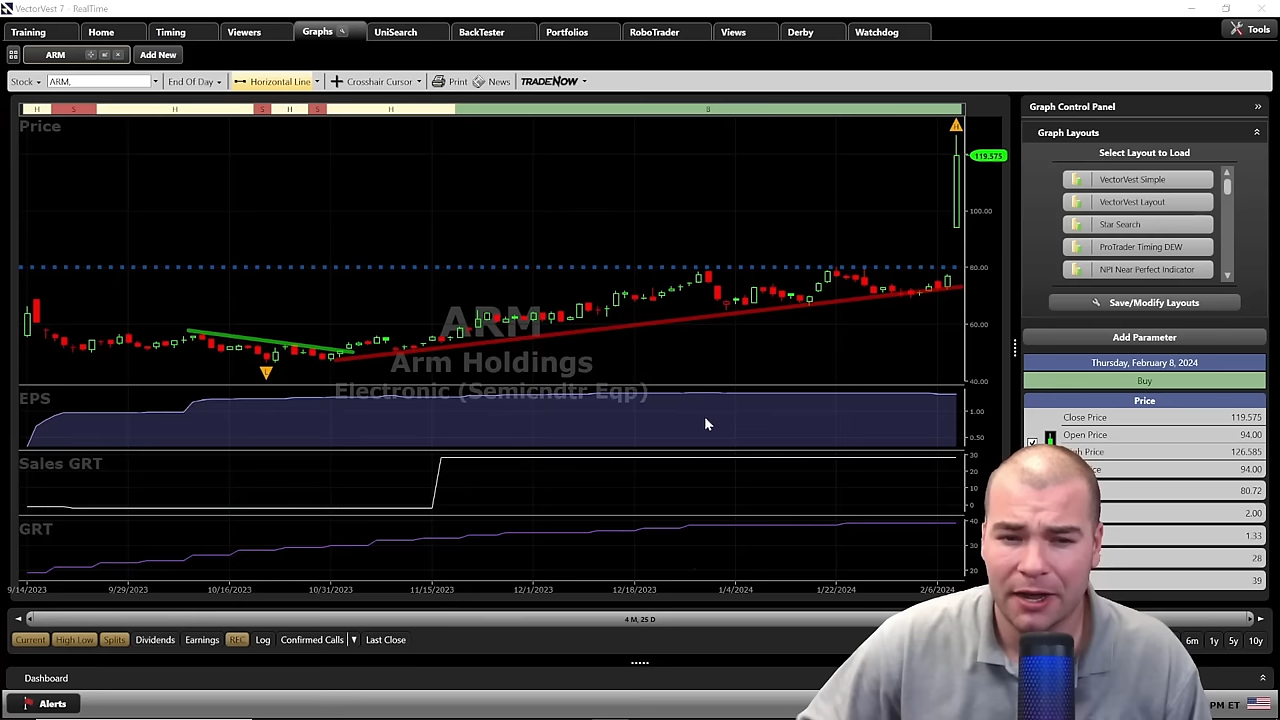 VectorVest 7 - RealTime
Training Home Timing Viewers Graphs UniSearch BackTester Portfolios RoboTrader Views Derby Watchdog Tools
ARM Add New
Stock ARM, End Of Day Horizontal Line Crosshair Cursor Print News TRADENOW
H S H S H S H B
Price
119.575
100.00
80.00
60.00
40.00
ARM
Arm Holdings
Electronic (Semicndtr Eqp)
EPS
1.00
0.50
Sales GRT
30
20
10
0
GRT
40
30
20
9/14/2023 9/29/2023 10/16/2023 10/31/2023 11/15/2023 12/1/2023 12/18/2023 1/4/2024 1/22/2024 2/6/2024
4 M, 25 D
Current High Low Splits Dividends Earnings REC Log Confirmed Calls Last Close
6m 1y 5y 10y
Dashboard
Alerts
PM ET
Graph Control Panel
Graph Layouts
Select Layout to Load
VectorVest Simple
VectorVest Layout
Star Search
ProTrader Timing DEW
NPI Near Perfect Indicator
Save/Modify Layouts
Add Parameter
Thursday, February 8, 2024
Buy
Price
Close Price 119.575
Open Price 94.00
gh Price 126.585
ce 94.00
80.72
2.00
1.33
28
39